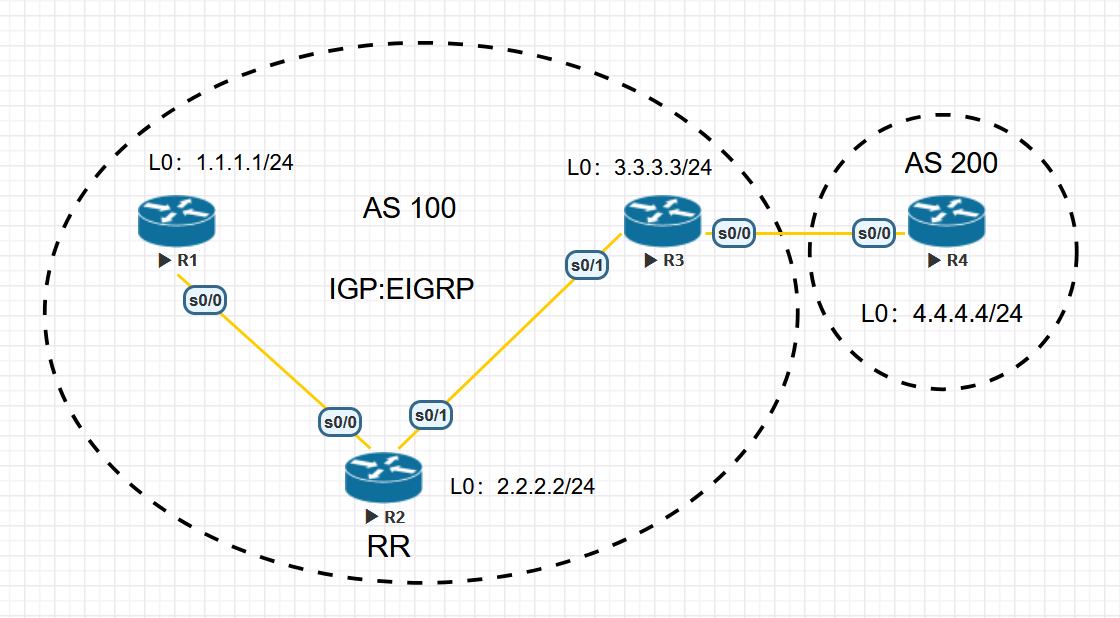 L0：1.1.1.1/24
L0：3.3.3.3/24
AS 200
AS 100
s0/0
s0/0
R1
R3
R4
s0/1
IGP:EIGRP
s0/0
L0：4.4.4.4/24
s0/0
s0/1
L0：2.2.2.2/24
R2
RR